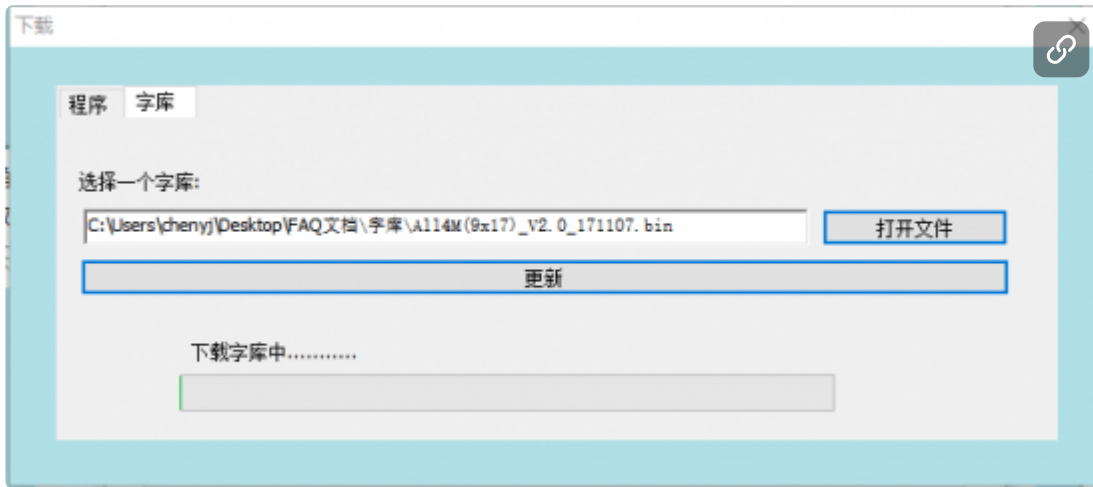 下载
程序 字库
选择一个字库:
C:\Users\chenyj\Desktop\FAQ文档\字库\All4M(9x17)_V2.0_171107.bin 打开文件
更新
下载字库中...........